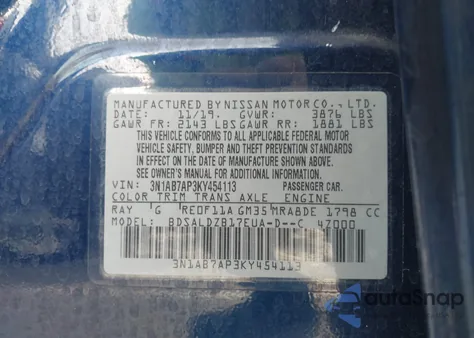 MANUFACTURED BY NISSAN MOTOR CO., LTD.
DATE: 11/19. GVWR: 3876 LBS
GAWR FR: 2143 LBS GAWR RR: 1881 LBS
THIS VEHICLE CONFORMS TO ALL APPLICABLE FEDERAL MOTOR
VEHICLE SAFETY, BUMPER AND THEFT PREVENTION STANDARDS
IN EFFECT ON THE DATE OF MANUFACTURE SHOWN ABOVE.
SEE OWNER'S MANUAL FOR ADDITIONAL INFORMATION.
VIN: 3N1AB7AP3KY454113 PASSENGER CAR.
COLOR TRIM TRANS AXLE ENGINE
RAY G RE0F11A GM35 MRA8DE 1798 CC
MODEL: BDSALDZB17EUA-D--C 4Z000
3N1AB7AP3KY454113
autoSnap